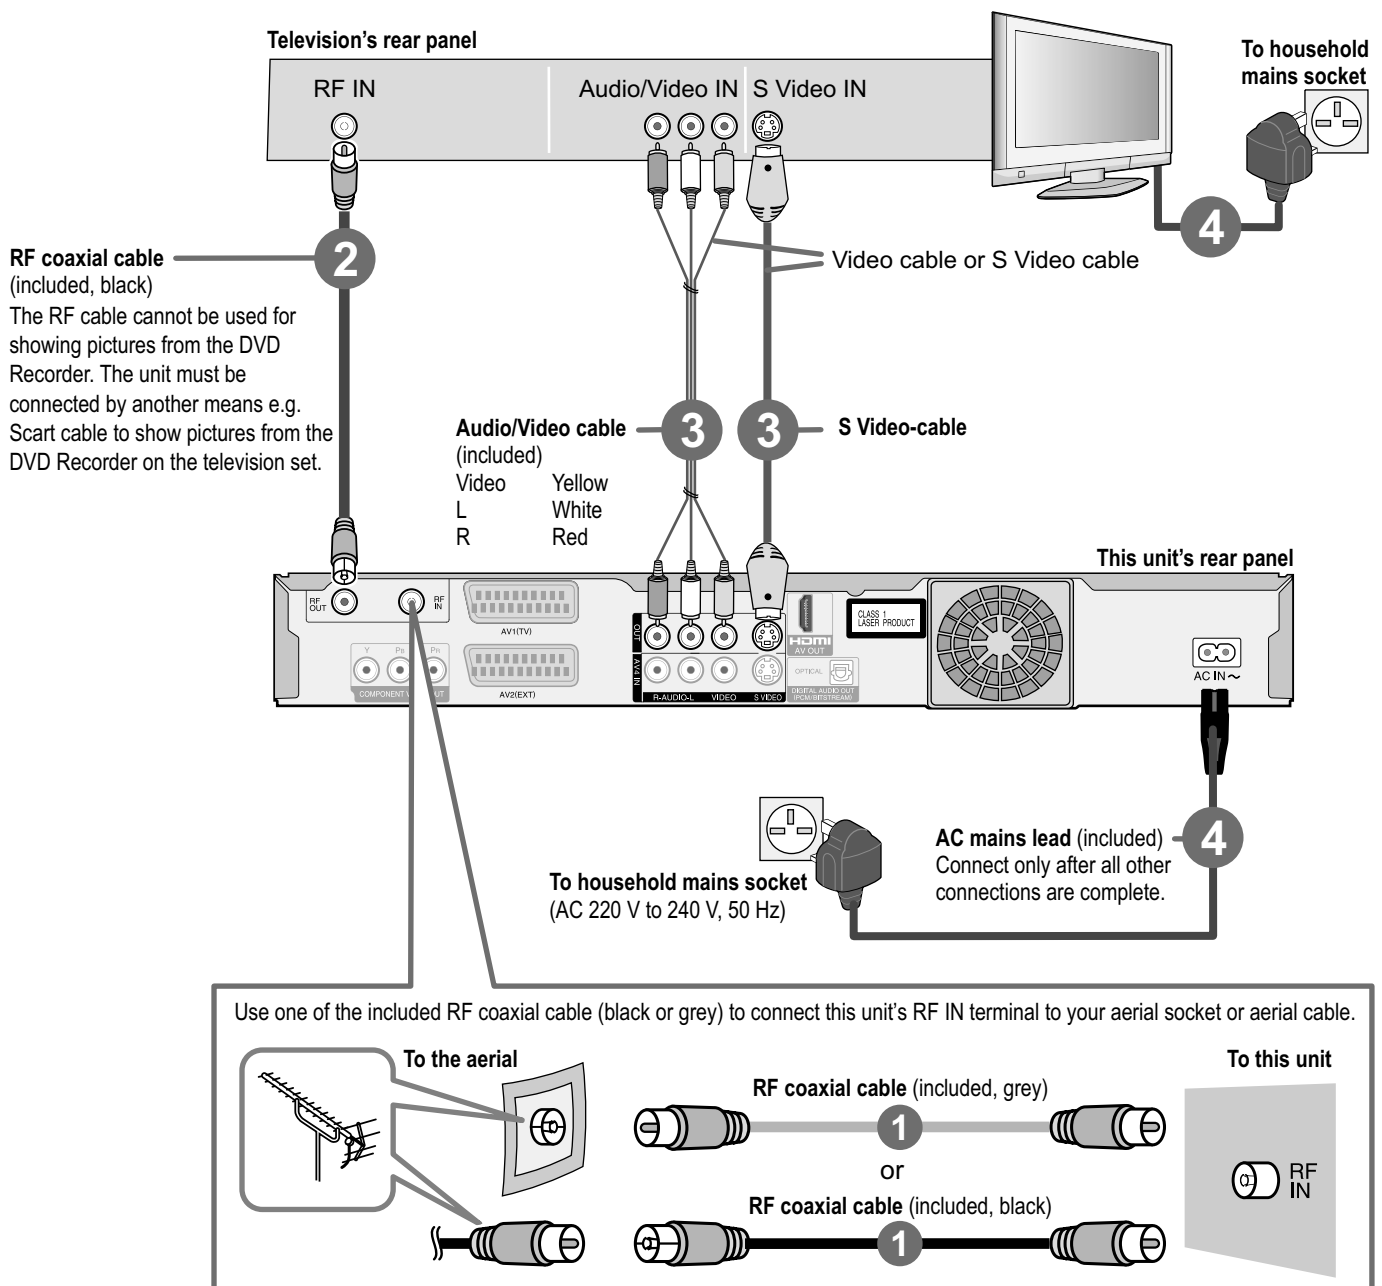 Television's rear panel
To household
mains socket
RF IN
Audio/Video IN
S Video IN
4
2
RF coaxial cable
(included, black)
The RF cable cannot be used for
showing pictures from the DVD
Recorder. The unit must be
connected by another means e.g.
Scart cable to show pictures from the
DVD Recorder on the television set.
Video cable or S Video cable
3
3
Audio/Video cable
(included)
Video Yellow
L White
R Red
S Video-cable
This unit's rear panel
RF
OUT
RF
IN
AV1(TV)
Y PB PR
COMPONENT V UT
AV2(EXT)
OUT
AV4 IN
R-AUDIO-L
VIDEO
S VIDEO
HDMI
AV OUT
OPTICAL
DIGITAL AUDIO OUT
(PCM/BITSTREAM)
CLASS 1
LASER PRODUCT
AC IN ~
4
AC mains lead (included)
Connect only after all other
connections are complete.
To household mains socket
(AC 220 V to 240 V, 50 Hz)
Use one of the included RF coaxial cable (black or grey) to connect this unit's RF IN terminal to your aerial socket or aerial cable.
To the aerial
To this unit
RF coaxial cable (included, grey)
1
or
RF coaxial cable (included, black)
1
RF
IN